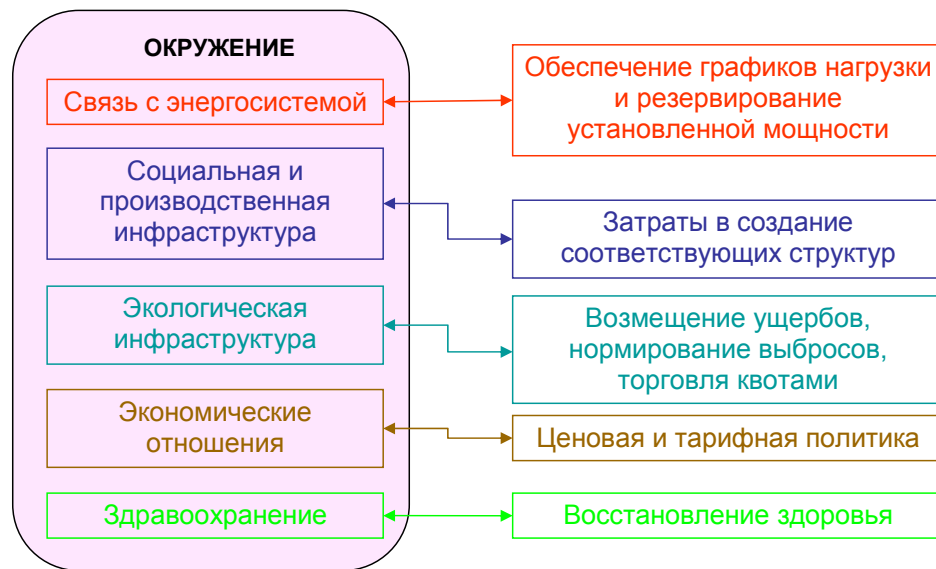 ОКРУЖЕНИЕ
Связь с энергосистемой
Обеспечение графиков нагрузки
и резервирование
установленной мощности
Социальная и
производственная
инфраструктура
Затраты в создание
соответствующих структур
Экологическая
инфраструктура
Возмещение ущербов,
нормирование выбросов,
торговля квотами
Экономические
отношения
Ценовая и тарифная политика
Здравоохранение
Восстановление здоровья